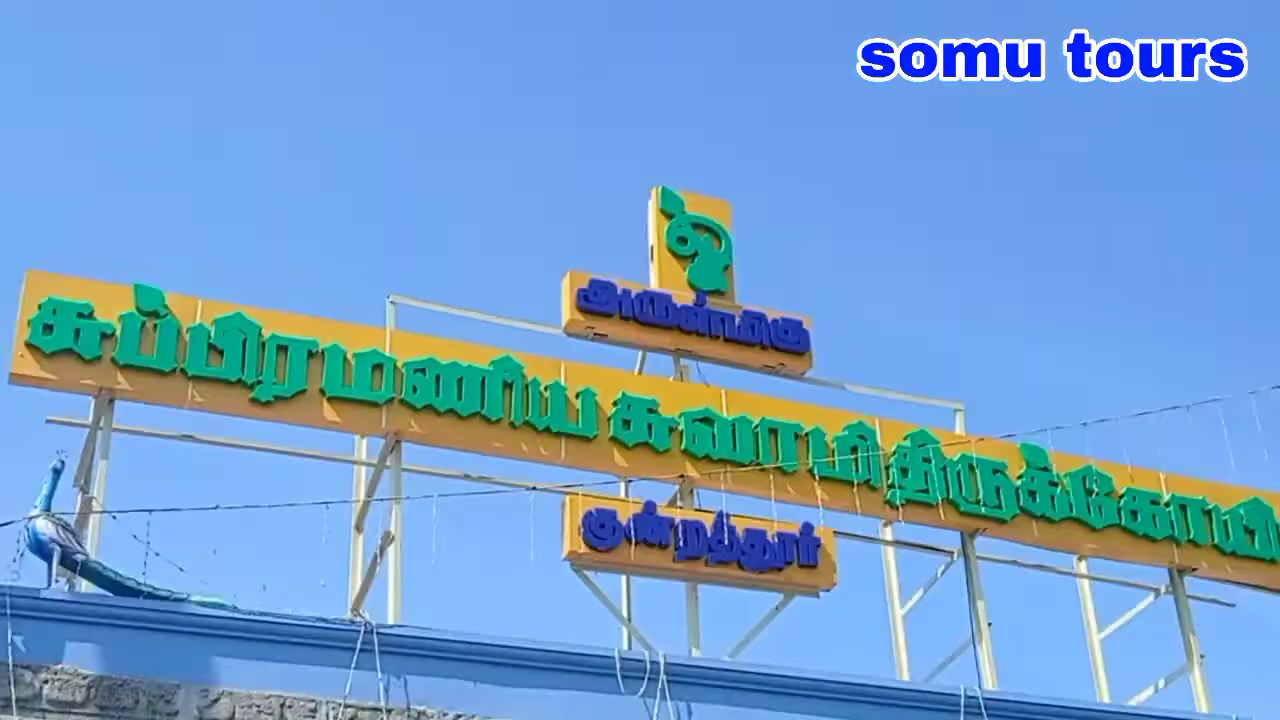 somu tours
ஓ
அருள்மிகு
சுப்பிரமணிய சுவாமி திருக்கோயி
குன்றத்தூர்